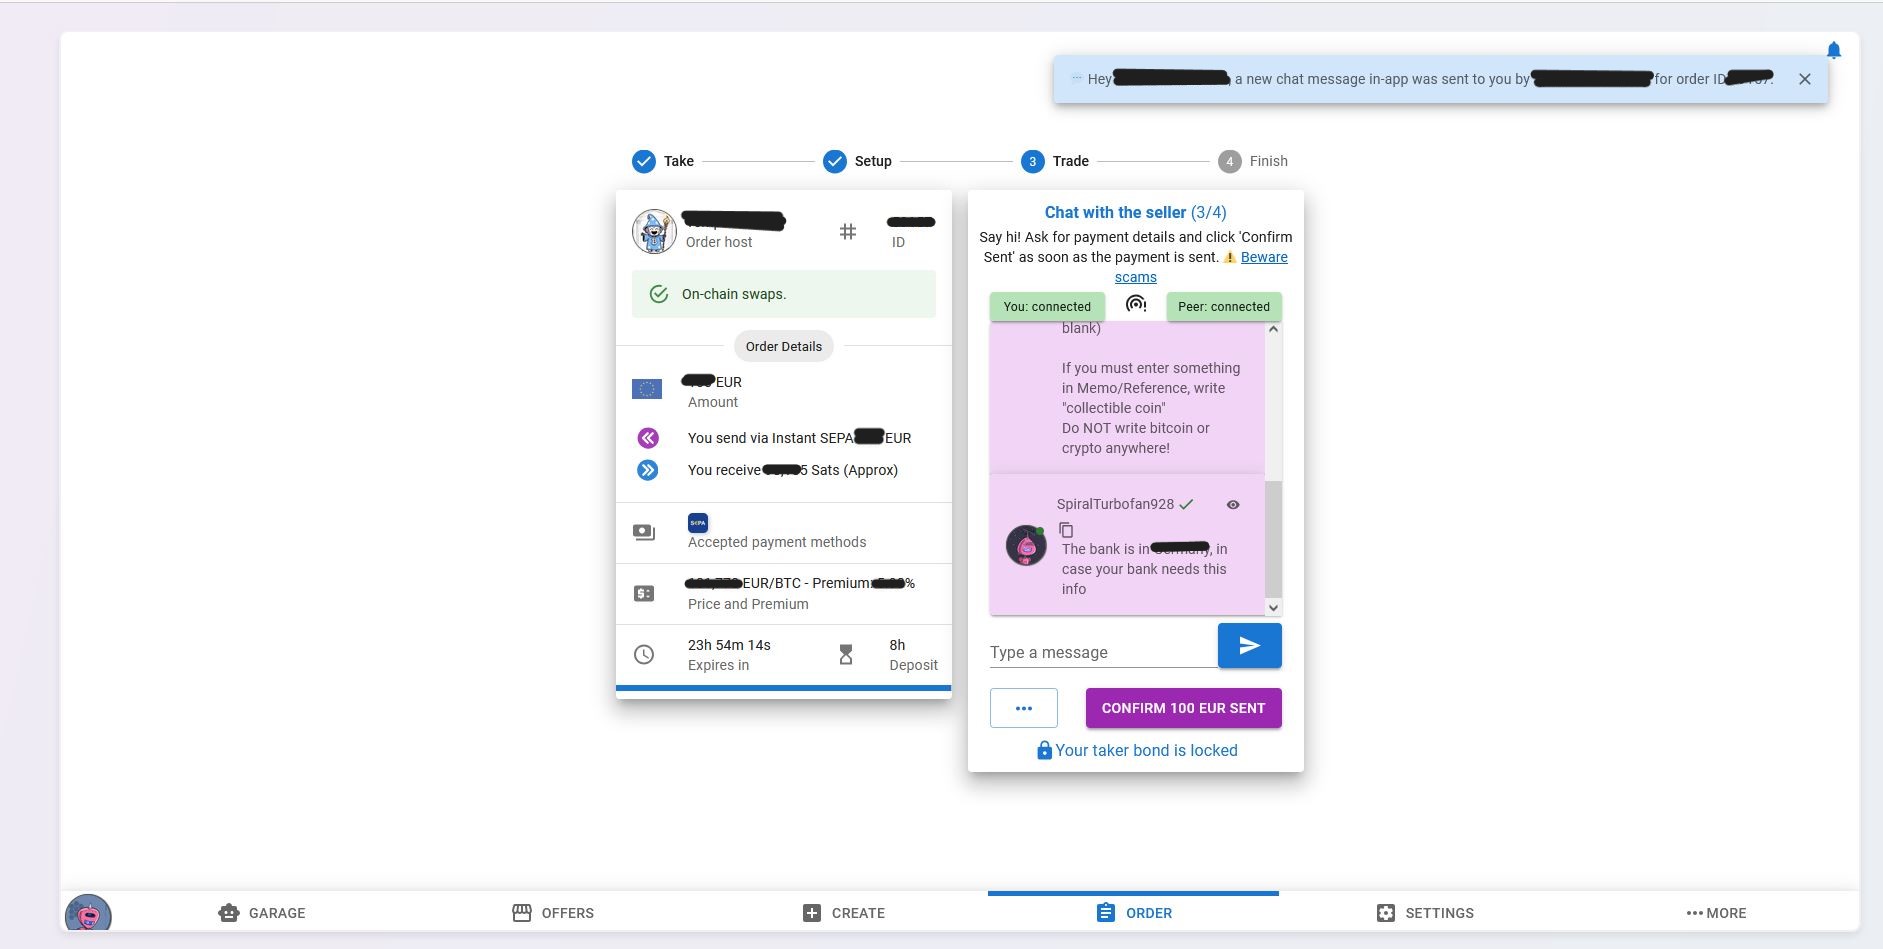 Hey , a new chat message in-app was sent to you by for order ID
Take
Setup
3 Trade
4 Finish
Order host
ID
On-chain swaps.
Order Details
EUR
Amount
You send via Instant SEPA EUR
You receive 5 Sats (Approx)
S€PA
Accepted payment methods
EUR/BTC - Premium: %
Price and Premium
23h 54m 14s
Expires in
8h
Deposit
Chat with the seller (3/4)
Say hi! Ask for payment details and click 'Confirm
Sent' as soon as the payment is sent. Beware
scams
You: connected
Peer: connected
blank)
If you must enter something
in Memo/Reference, write
"collectible coin"
Do NOT write bitcoin or
crypto anywhere!
SpiralTurbofan928
The bank is in , in
case your bank needs this
info
Type a message
...
CONFIRM 100 EUR SENT
Your taker bond is locked
GARAGE
OFFERS
CREATE
ORDER
SETTINGS
MORE